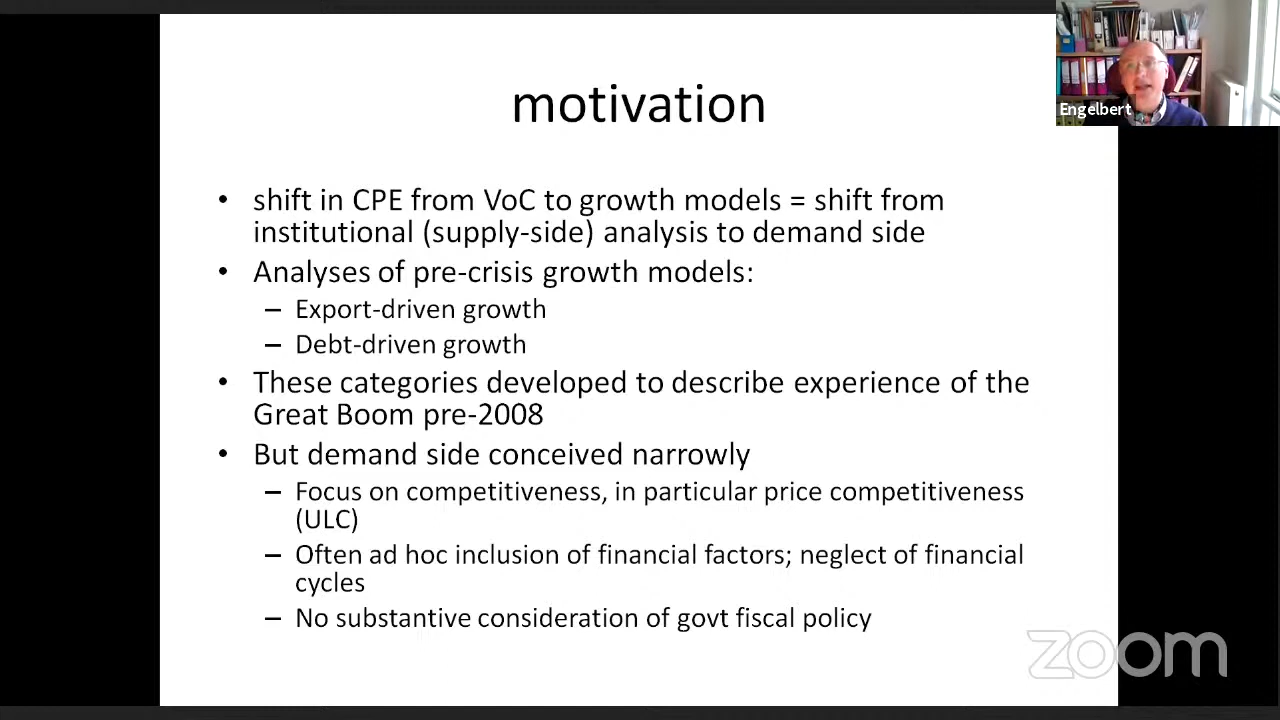 motivation
Engelbert
• shift in CPE from VoC to growth models = shift from
institutional (supply-side) analysis to demand side
• Analyses of pre-crisis growth models:
– Export-driven growth
– Debt-driven growth
• These categories developed to describe experience of the
Great Boom pre-2008
• But demand side conceived narrowly
– Focus on competitiveness, in particular price competitiveness
(ULC)
– Often ad hoc inclusion of financial factors; neglect of financial
cycles
– No substantive consideration of govt fiscal policy
zoom